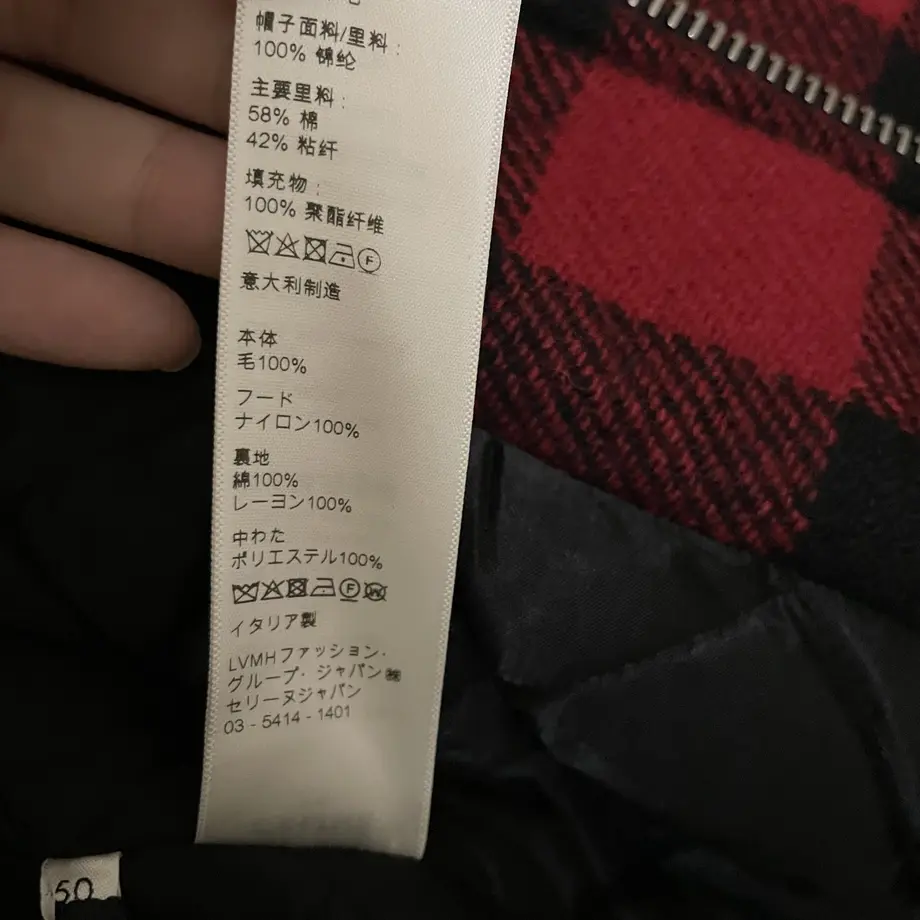 帽子面料/里料:
100% 锦纶
主要里料:
58% 棉
42% 粘纤
填充物:
100% 聚酯纤维
F
意大利制造
本体
毛100%
フード
ナイロン100%
裏地
綿100%
レーヨン100%
中わた
ポリエステル100%
F W
イタリア製
LVMHファッション・
グループ・ジャパン㈱
セリーヌジャパン
03 - 5414 - 1401
50